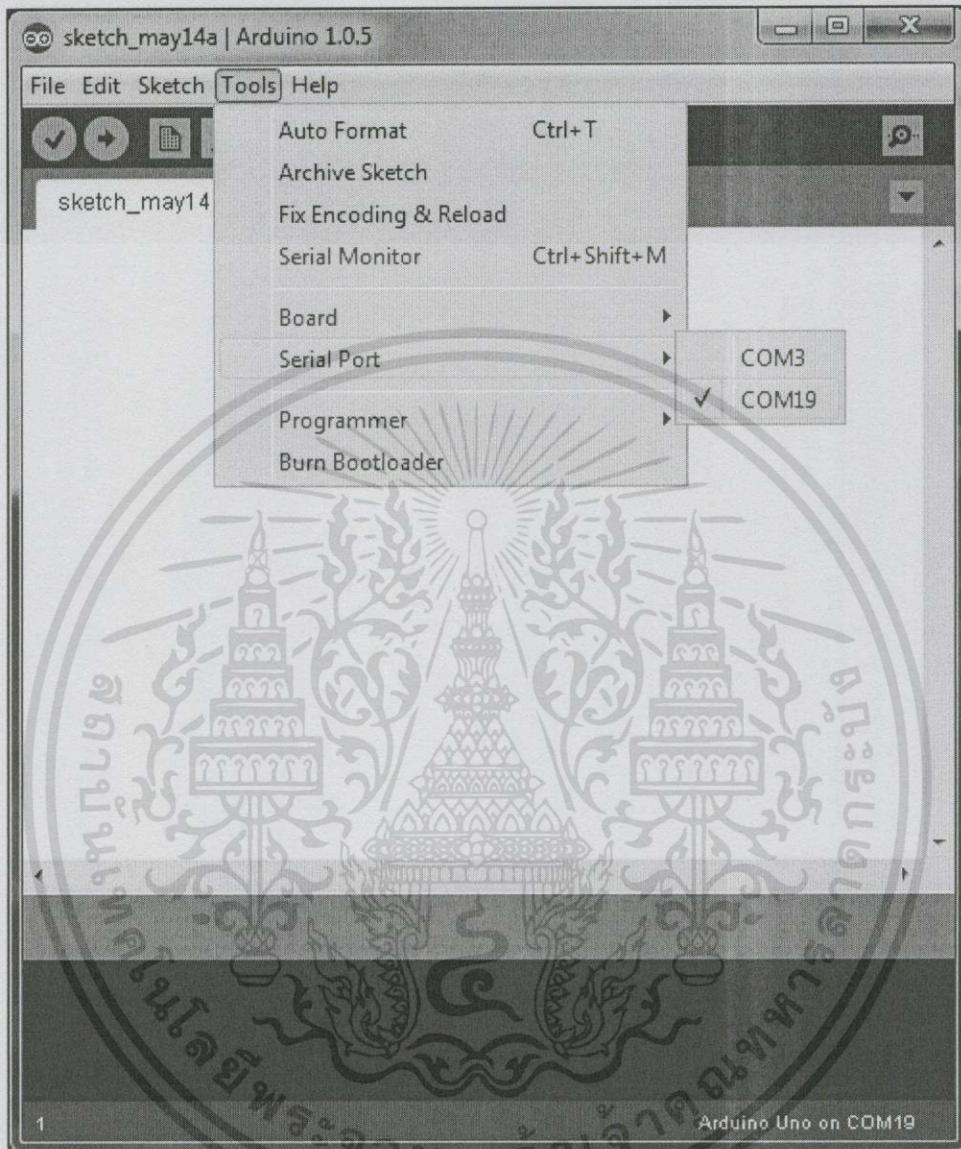 sketch_may14a | Arduino 1.0.5
File Edit Sketch Tools Help
Auto Format Ctrl+T
Archive Sketch
sketch_may14
Fix Encoding & Reload
Serial Monitor Ctrl+Shift+M
Board
Serial Port
COM3
COM19
Programmer
Burn Bootloader
1
Arduino Uno on COM19